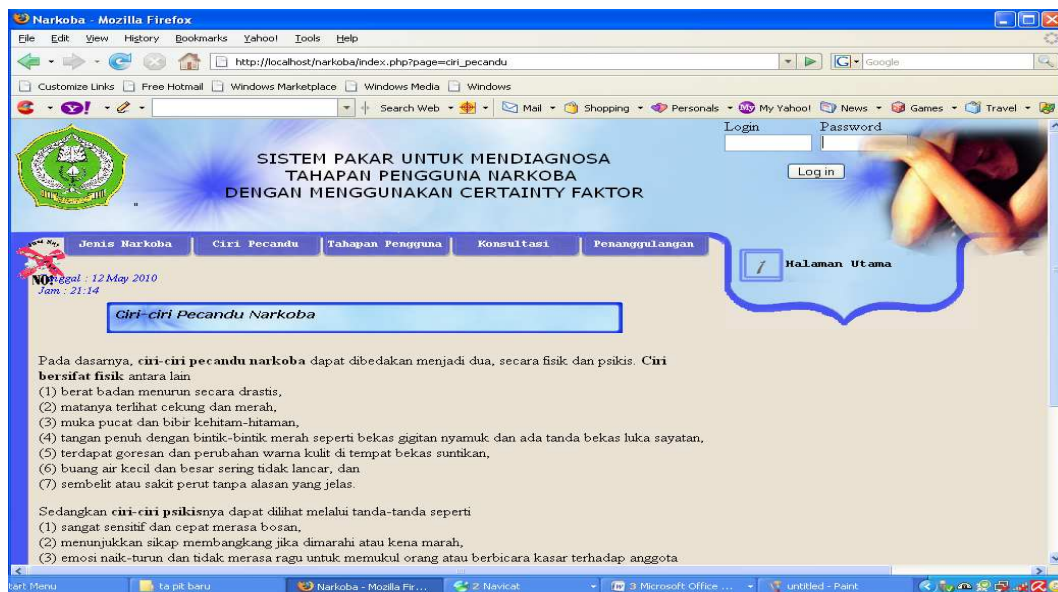 Narkoba - Mozilla Firefox
File Edit View History Bookmarks Yahoo! Tools Help
http://localhost/narkoba/index.php?page=ciri_pecandu
Google
Customize Links Free Hotmail Windows Marketplace Windows Media Windows
Y! Search Web Mail Shopping Personals My Yahoo! News Games Travel
SISTEM PAKAR UNTUK MENDIAGNOSA
TAHAPAN PENGGUNA NARKOBA
DENGAN MENGGUNAKAN CERTAINTY FAKTOR
Login Password
Log in
Jenis Narkoba Ciri Pecandu Tahapan Pengguna Konsultasi Penanggulangan
1 Halaman Utama
NO!
: 12 May 2010
Jam : 21:14
Ciri-ciri Pecandu Narkoba
Pada dasarnya, ciri-ciri pecandu narkoba dapat dibedakan menjadi dua, secara fisik dan psikis. Ciri
bersifat fisik antara lain
(1) berat badan menurun secara drastis,
(2) matanya terlihat cekung dan merah,
(3) muka pucat dan bibir kehitam-hitaman,
(4) tangan penuh dengan bintik-bintik merah seperti bekas gigitan nyamuk dan ada tanda bekas luka sayatan,
(5) terdapat goresan dan perubahan warna kulit di tempat bekas suntikan,
(6) buang air kecil dan besar sering tidak lancar, dan
(7) sembelit atau sakit perut tanpa alasan yang jelas.
Sedangkan ciri-ciri psikisnya dapat dilihat melalui tanda-tanda seperti
(1) sangat sensitif dan cepat merasa bosan,
(2) menunjukkan sikap membangkang jika dimarahi atau kena marah,
(3) emosi naik-turun dan tidak merasa ragu untuk memukul orang atau berbicara kasar terhadap anggota
tart Menu ta pit baru Narkoba - Mozilla Fir... 2 Navicat 3 Microsoft Office ... untitled - Paint